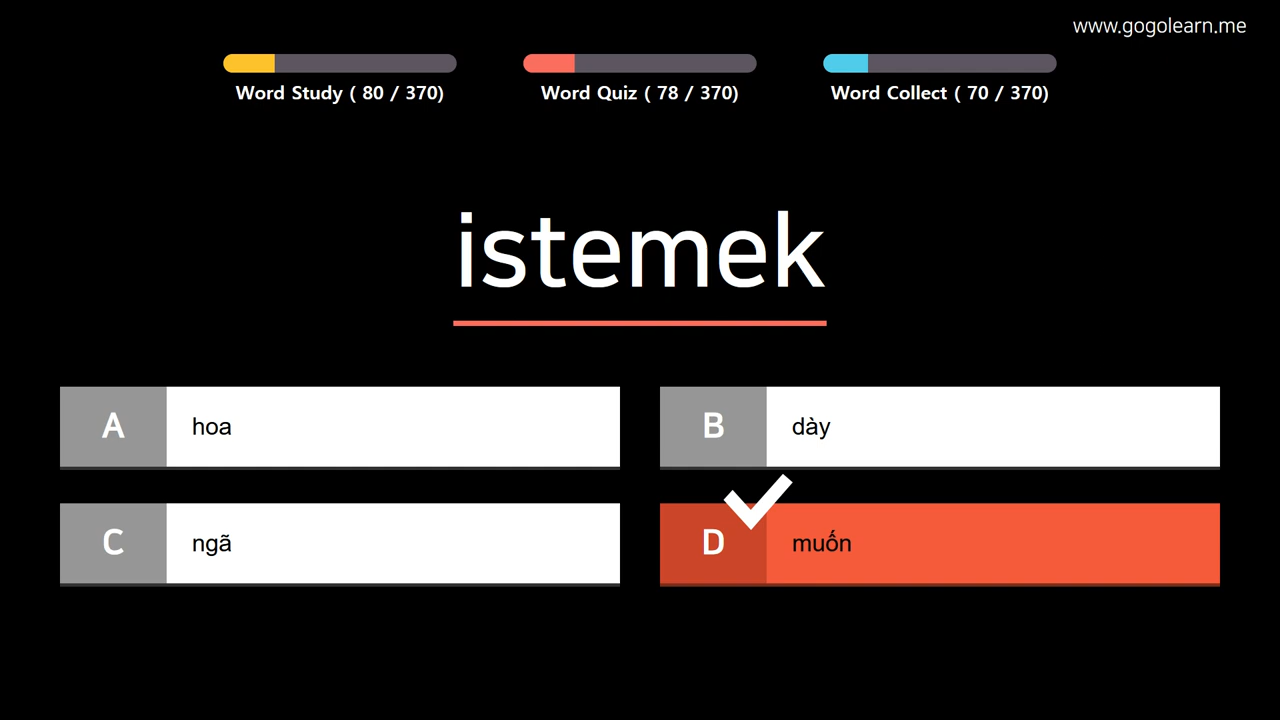 www.gogolearn.me
Word Study ( 80 / 370)
Word Quiz ( 78 / 370)
Word Collect ( 70 / 370)
istemek
A hoa
B dày
C ngã
D muốn